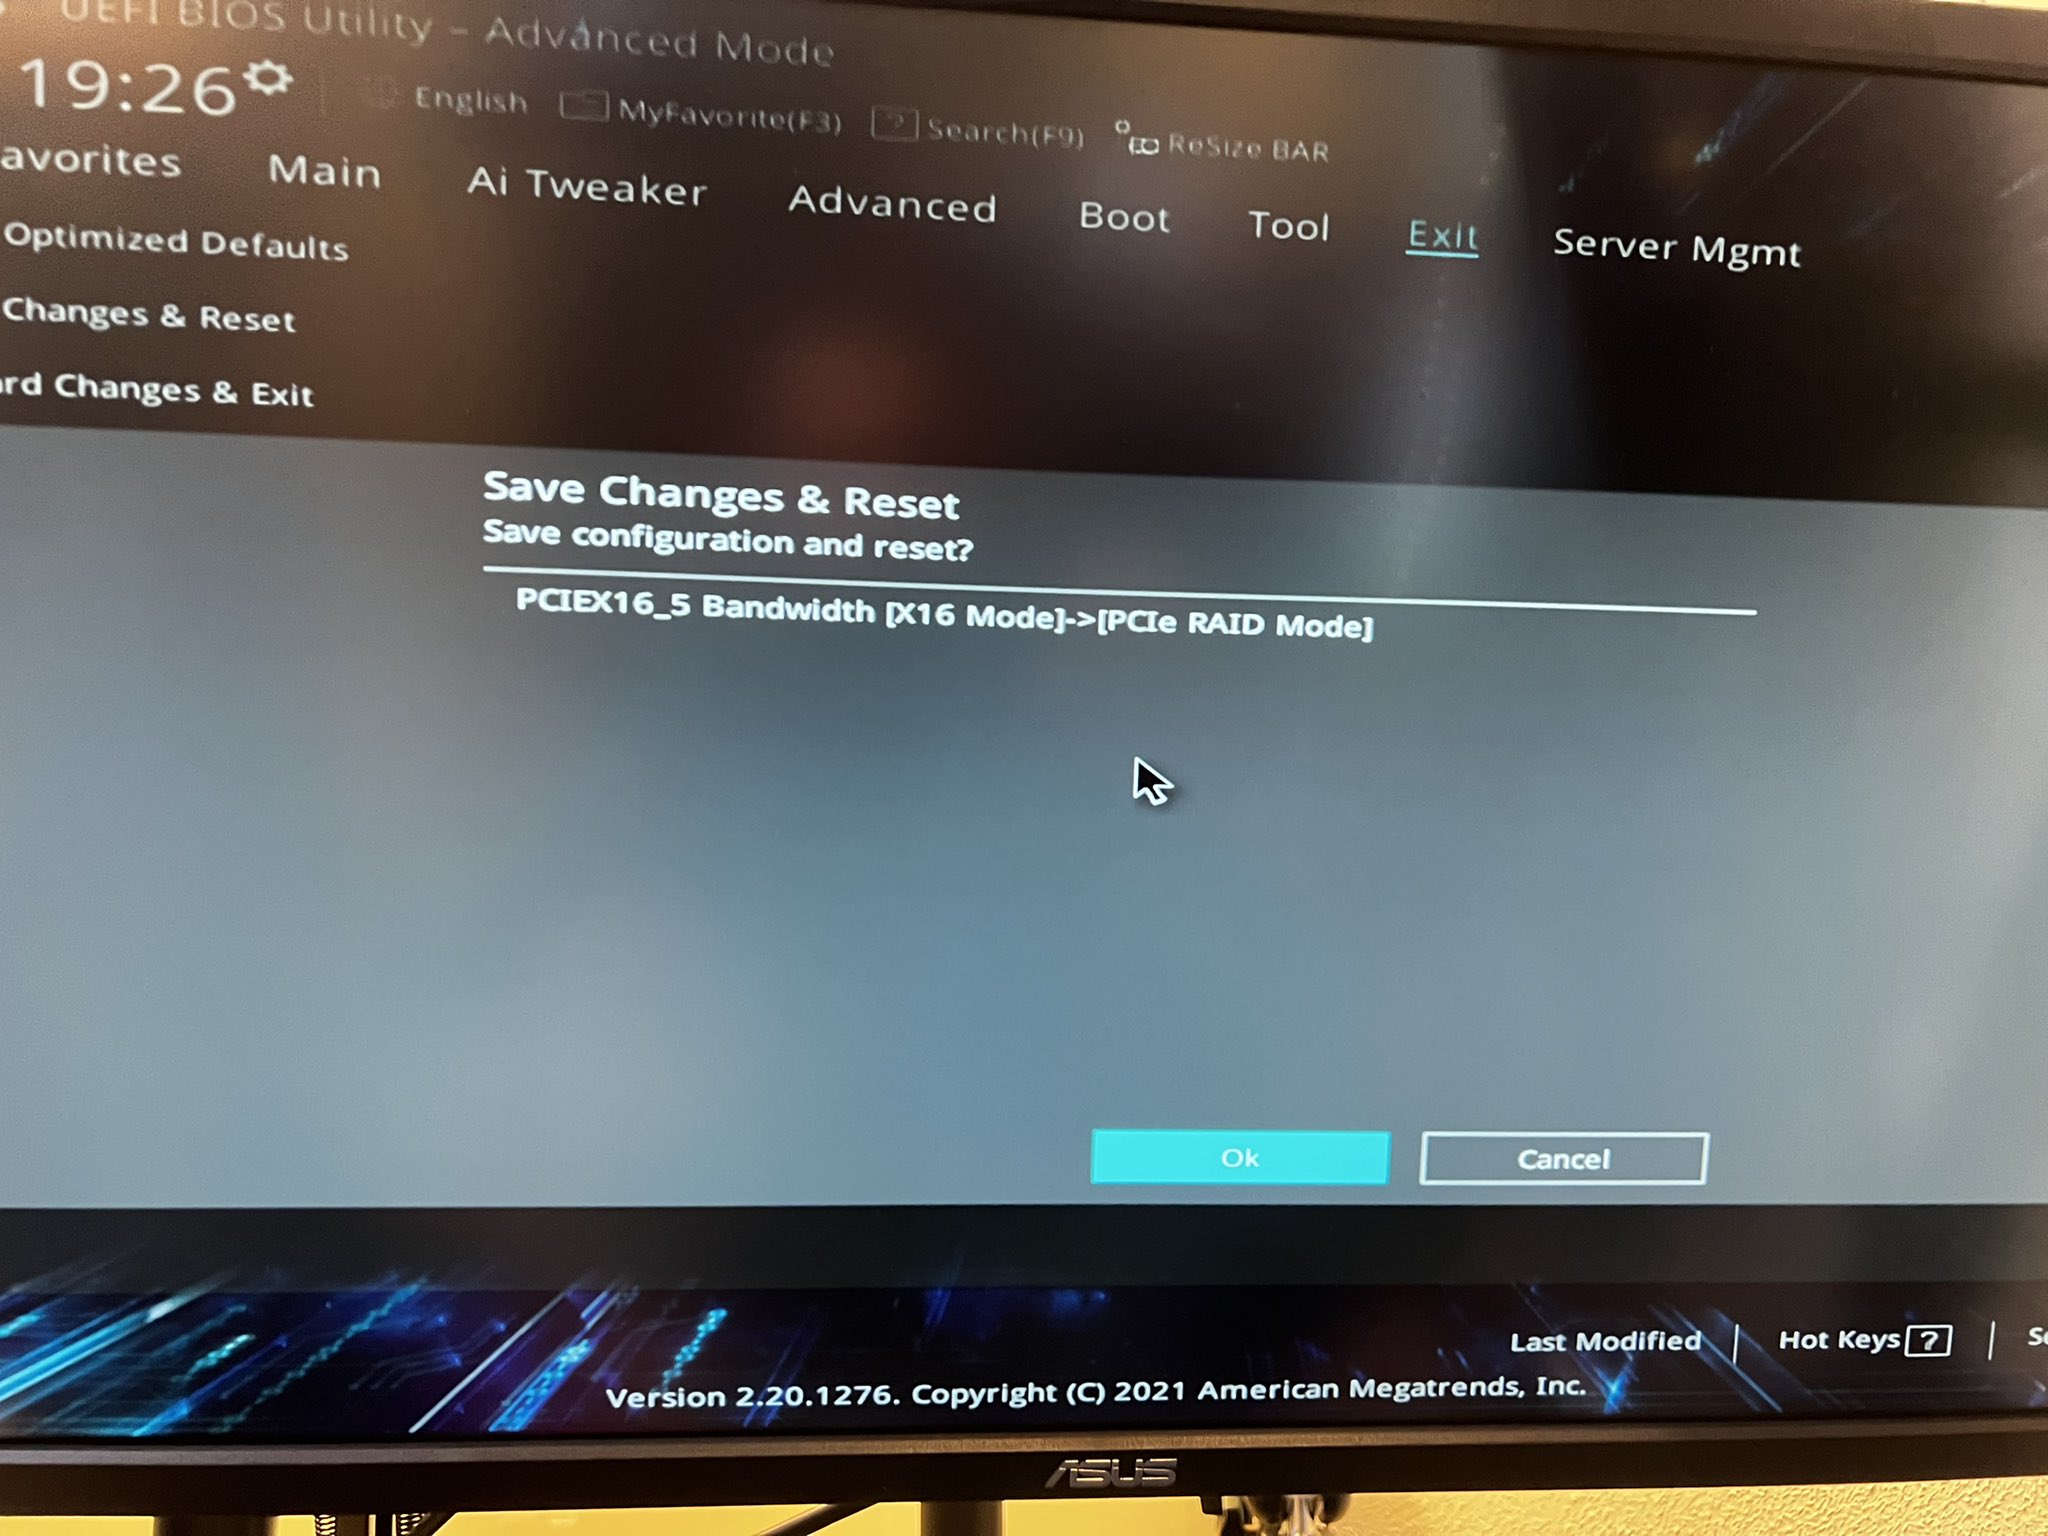 UEFI BIOS Utility – Advanced Mode
19:26
English MyFavorite(F3) ? Search(F9) ReSize BAR
avorites Main Ai Tweaker Advanced Boot Tool Exit Server Mgmt
Optimized Defaults
Changes & Reset
rd Changes & Exit
Save Changes & Reset
Save configuration and reset?
PCIEX16_5 Bandwidth [X16 Mode]->[PCIe RAID Mode]
Ok Cancel
Last Modified | Hot Keys ? |
Version 2.20.1276. Copyright (C) 2021 American Megatrends, Inc.
ASUS